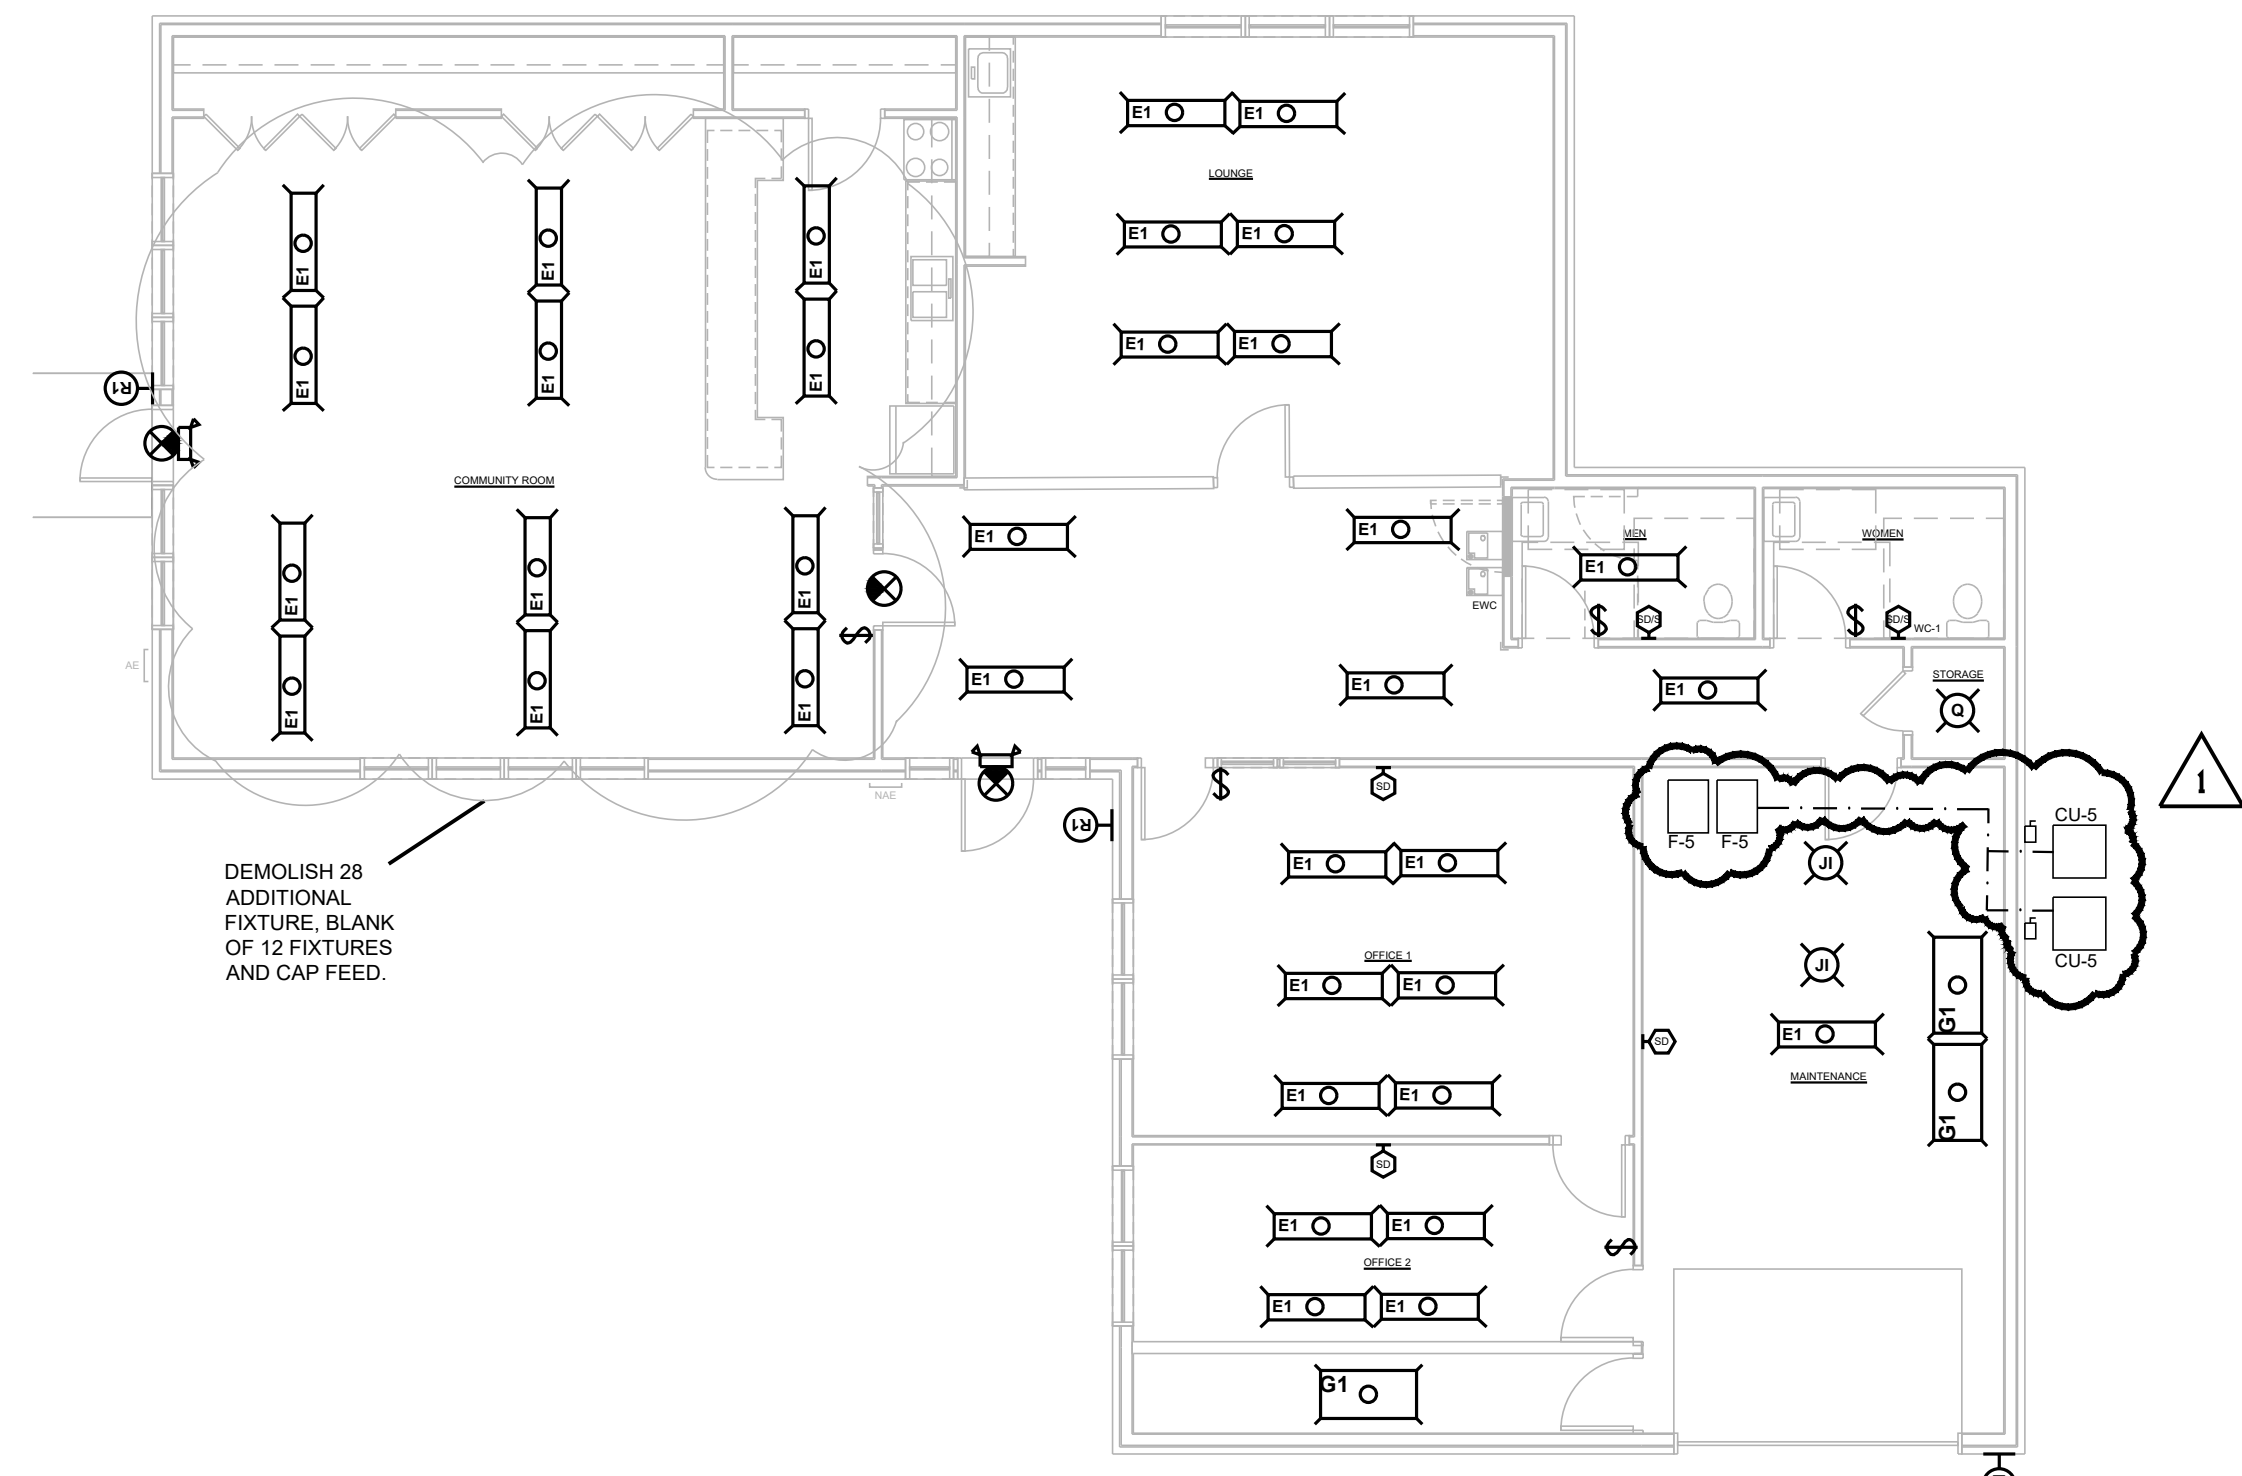 E1 E1
LOUNGE
E1 E1
E1 E1
E1 E1 E1
E1 E1 E1
R1
COMMUNITY ROOM
E1 E1 E1
E1 E1 E1
E1 E1
MEN
WOMEN
E1
EWC
SD/S
SD/S
WC-1
AE
E1 E1 E1
STORAGE
Q
NAE
R1
SD
F-5 F-5
CU-5
1
DEMOLISH 28
ADDITIONAL
FIXTURE, BLANK
OF 12 FIXTURES
AND CAP FEED.
E1 E1
JI
CU-5
OFFICE 1
JI
E1 E1
G1
E1
SD
MAINTENANCE
E1 E1
G1
SD
E1 E1
OFFICE 2
E1 E1
G1